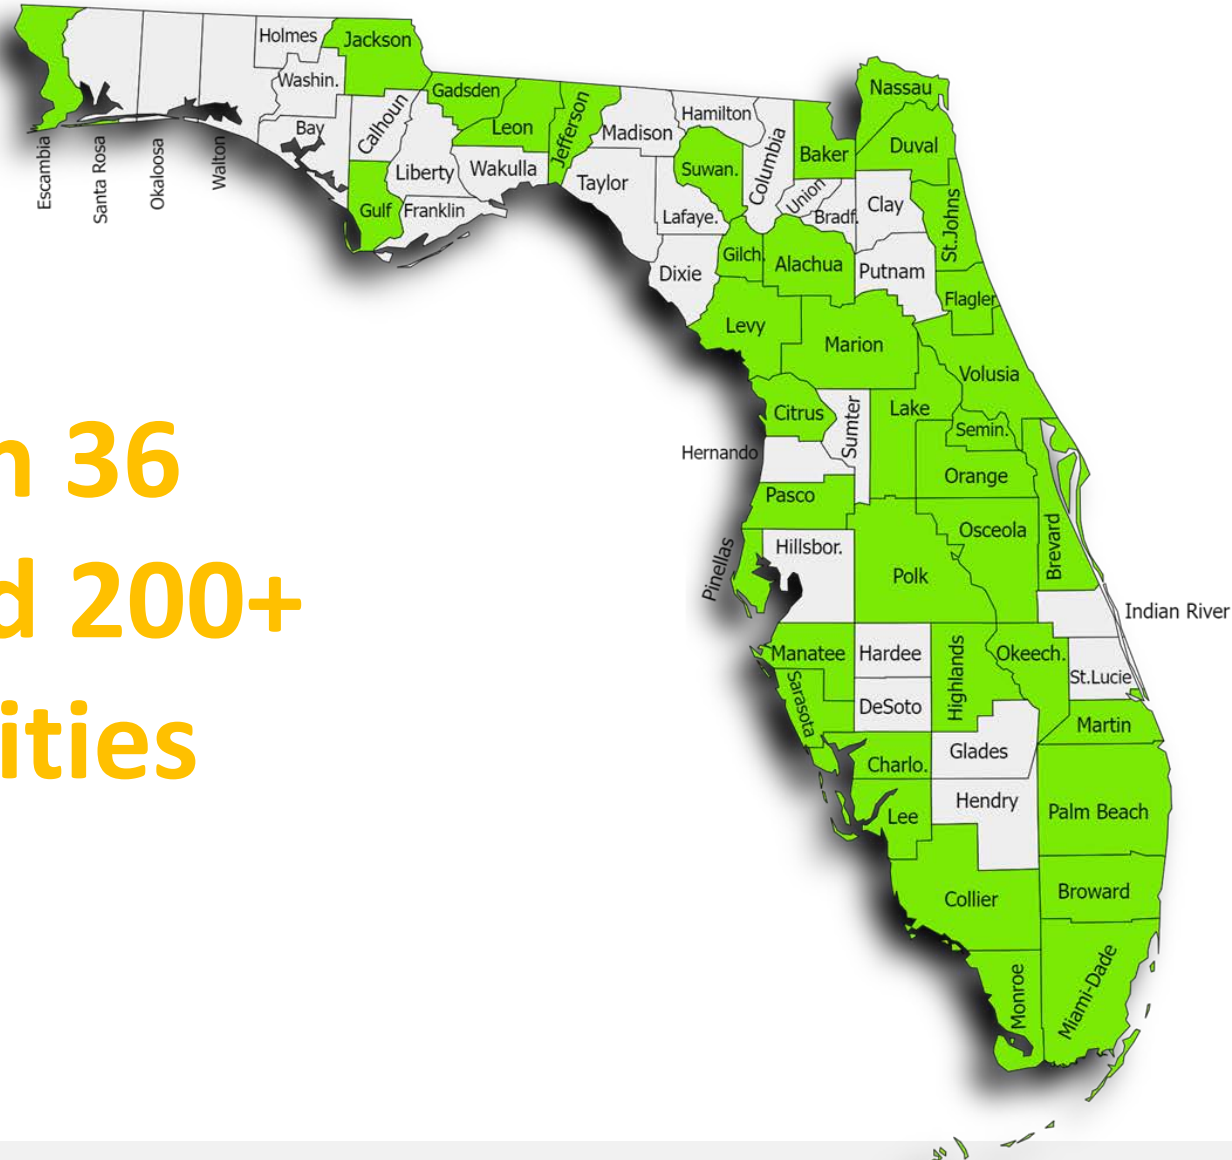 Holmes
Jackson
Washin.
Gadsden
Nassau
Jefferson
Hamilton
Calhoun
Bay
Leon
Madison
Columbia
Baker
Duval
Escambia
Santa Rosa
Okaloosa
Walton
Liberty
Wakulla
Taylor
Suwan.
Union
Bradf.
Clay
St.Johns
Gulf
Franklin
Lafaye.
Dixie
Gilch.
Alachua
Putnam
Flagler
Levy
Marion
Volusia
Citrus
Sumter
Lake
Semin.
Hernando
Orange
Pasco
Osceola
Brevard
Pinellas
Hillsbor.
Polk
Indian River
Manatee
Hardee
Highlands
Okeech.
St.Lucie
Sarasota
DeSoto
Martin
Charlo.
Glades
Lee
Hendry
Palm Beach
Collier
Broward
Monroe
Miami-Dade
n 36
d 200+
ities